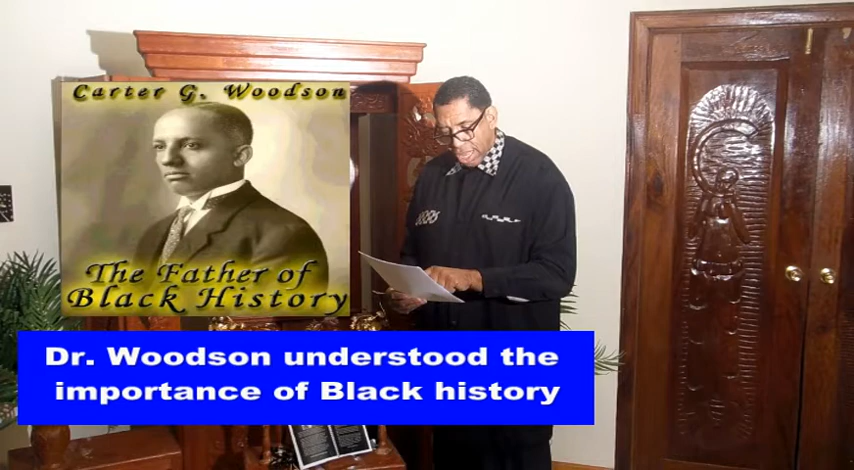 Carter G. Woodson
The Father of
Black History
Dr. Woodson understood the
importance of Black history